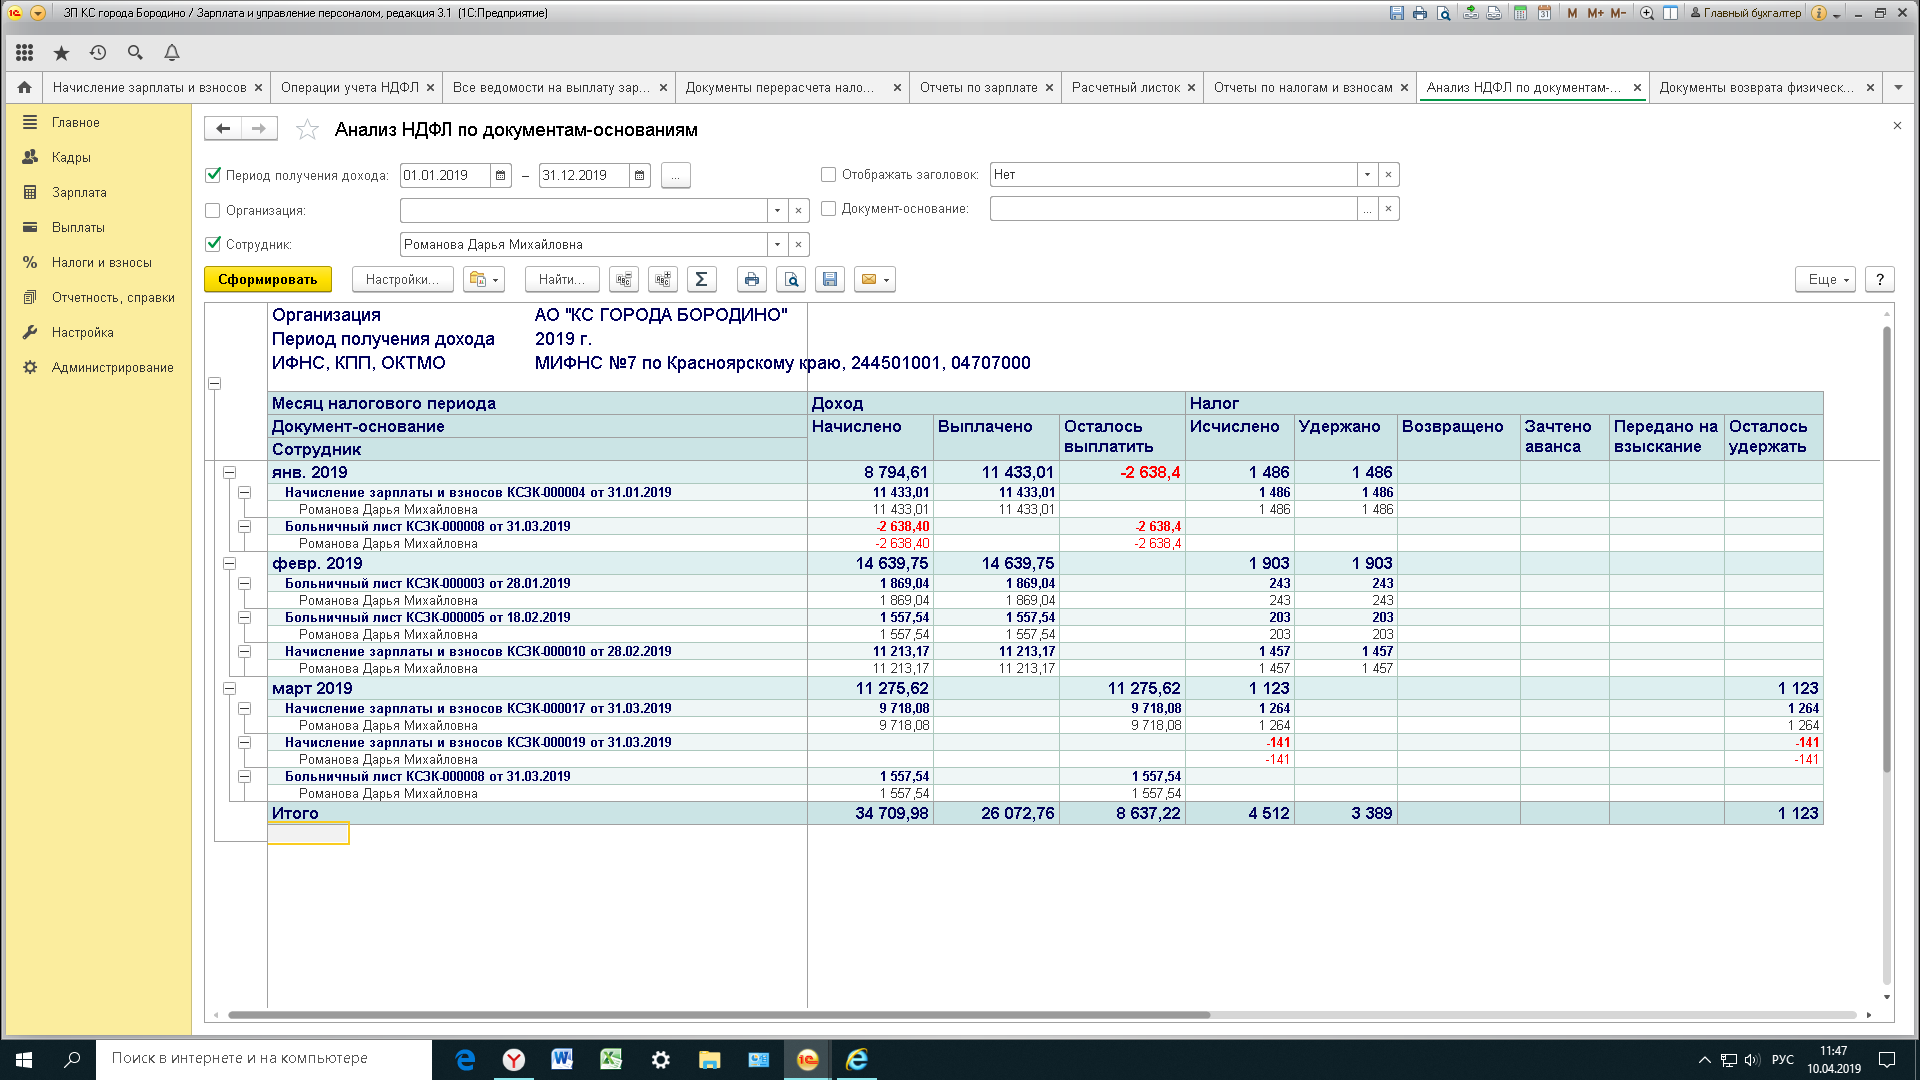 ЗП КС города Бородино / Зарплата и управление персоналом, редакция 3.1 (1С:Предприятие)
M M+ M- Главный бухгалтер
Начисление зарплаты и взносов × Операции учета НДФЛ × Все ведомости на выплату зар... × Документы перерасчета нало... × Отчеты по зарплате × Расчетный листок × Отчеты по налогам и взносам × Анализ НДФЛ по документам-... × Документы возврата физическ... ×
Главное
Кадры
Зарплата
Выплаты
Налоги и взносы
Отчетность, справки
Настройка
Администрирование
Анализ НДФЛ по документам-основаниям
Период получения дохода: 01.01.2019 – 31.12.2019 ... Отображать заголовок: Нет
Организация: Документ-основание: ...
Сотрудник: Романова Дарья Михайловна
Сформировать Настройки... Найти... Σ Еще ?
Организация АО "КС ГОРОДА БОРОДИНО"
Период получения дохода 2019 г.
ИФНС, КПП, ОКТМО МИФНС №7 по Красноярскому краю, 244501001, 04707000
Месяц налогового периода Доход Налог
Документ-основание Начислено Выплачено Осталось выплатить Исчислено Удержано Возвращено Зачтено аванса Передано на взыскание Осталось удержать
Сотрудник
янв. 2019 8 794,61 11 433,01 -2 638,4 1 486 1 486
Начисление зарплаты и взносов КСЗК-000004 от 31.01.2019 11 433,01 11 433,01 1 486 1 486
Романова Дарья Михайловна 11 433,01 11 433,01 1 486 1 486
Больничный лист КСЗК-000008 от 31.03.2019 -2 638,40 -2 638,4
Романова Дарья Михайловна -2 638,40 -2 638,4
февр. 2019 14 639,75 14 639,75 1 903 1 903
Больничный лист КСЗК-000003 от 28.01.2019 1 869,04 1 869,04 243 243
Романова Дарья Михайловна 1 869,04 1 869,04 243 243
Больничный лист КСЗК-000005 от 18.02.2019 1 557,54 1 557,54 203 203
Романова Дарья Михайловна 1 557,54 1 557,54 203 203
Начисление зарплаты и взносов КСЗК-000010 от 28.02.2019 11 213,17 11 213,17 1 457 1 457
Романова Дарья Михайловна 11 213,17 11 213,17 1 457 1 457
март 2019 11 275,62 11 275,62 1 123 1 123
Начисление зарплаты и взносов КСЗК-000017 от 31.03.2019 9 718,08 9 718,08 1 264 1 264
Романова Дарья Михайловна 9 718,08 9 718,08 1 264 1 264
Начисление зарплаты и взносов КСЗК-000019 от 31.03.2019 -141 -141
Романова Дарья Михайловна -141 -141
Больничный лист КСЗК-000008 от 31.03.2019 1 557,54 1 557,54
Романова Дарья Михайловна 1 557,54 1 557,54
Итого 34 709,98 26 072,76 8 637,22 4 512 3 389 1 123
Поиск в интернете и на компьютере
РУС
11:47
10.04.2019